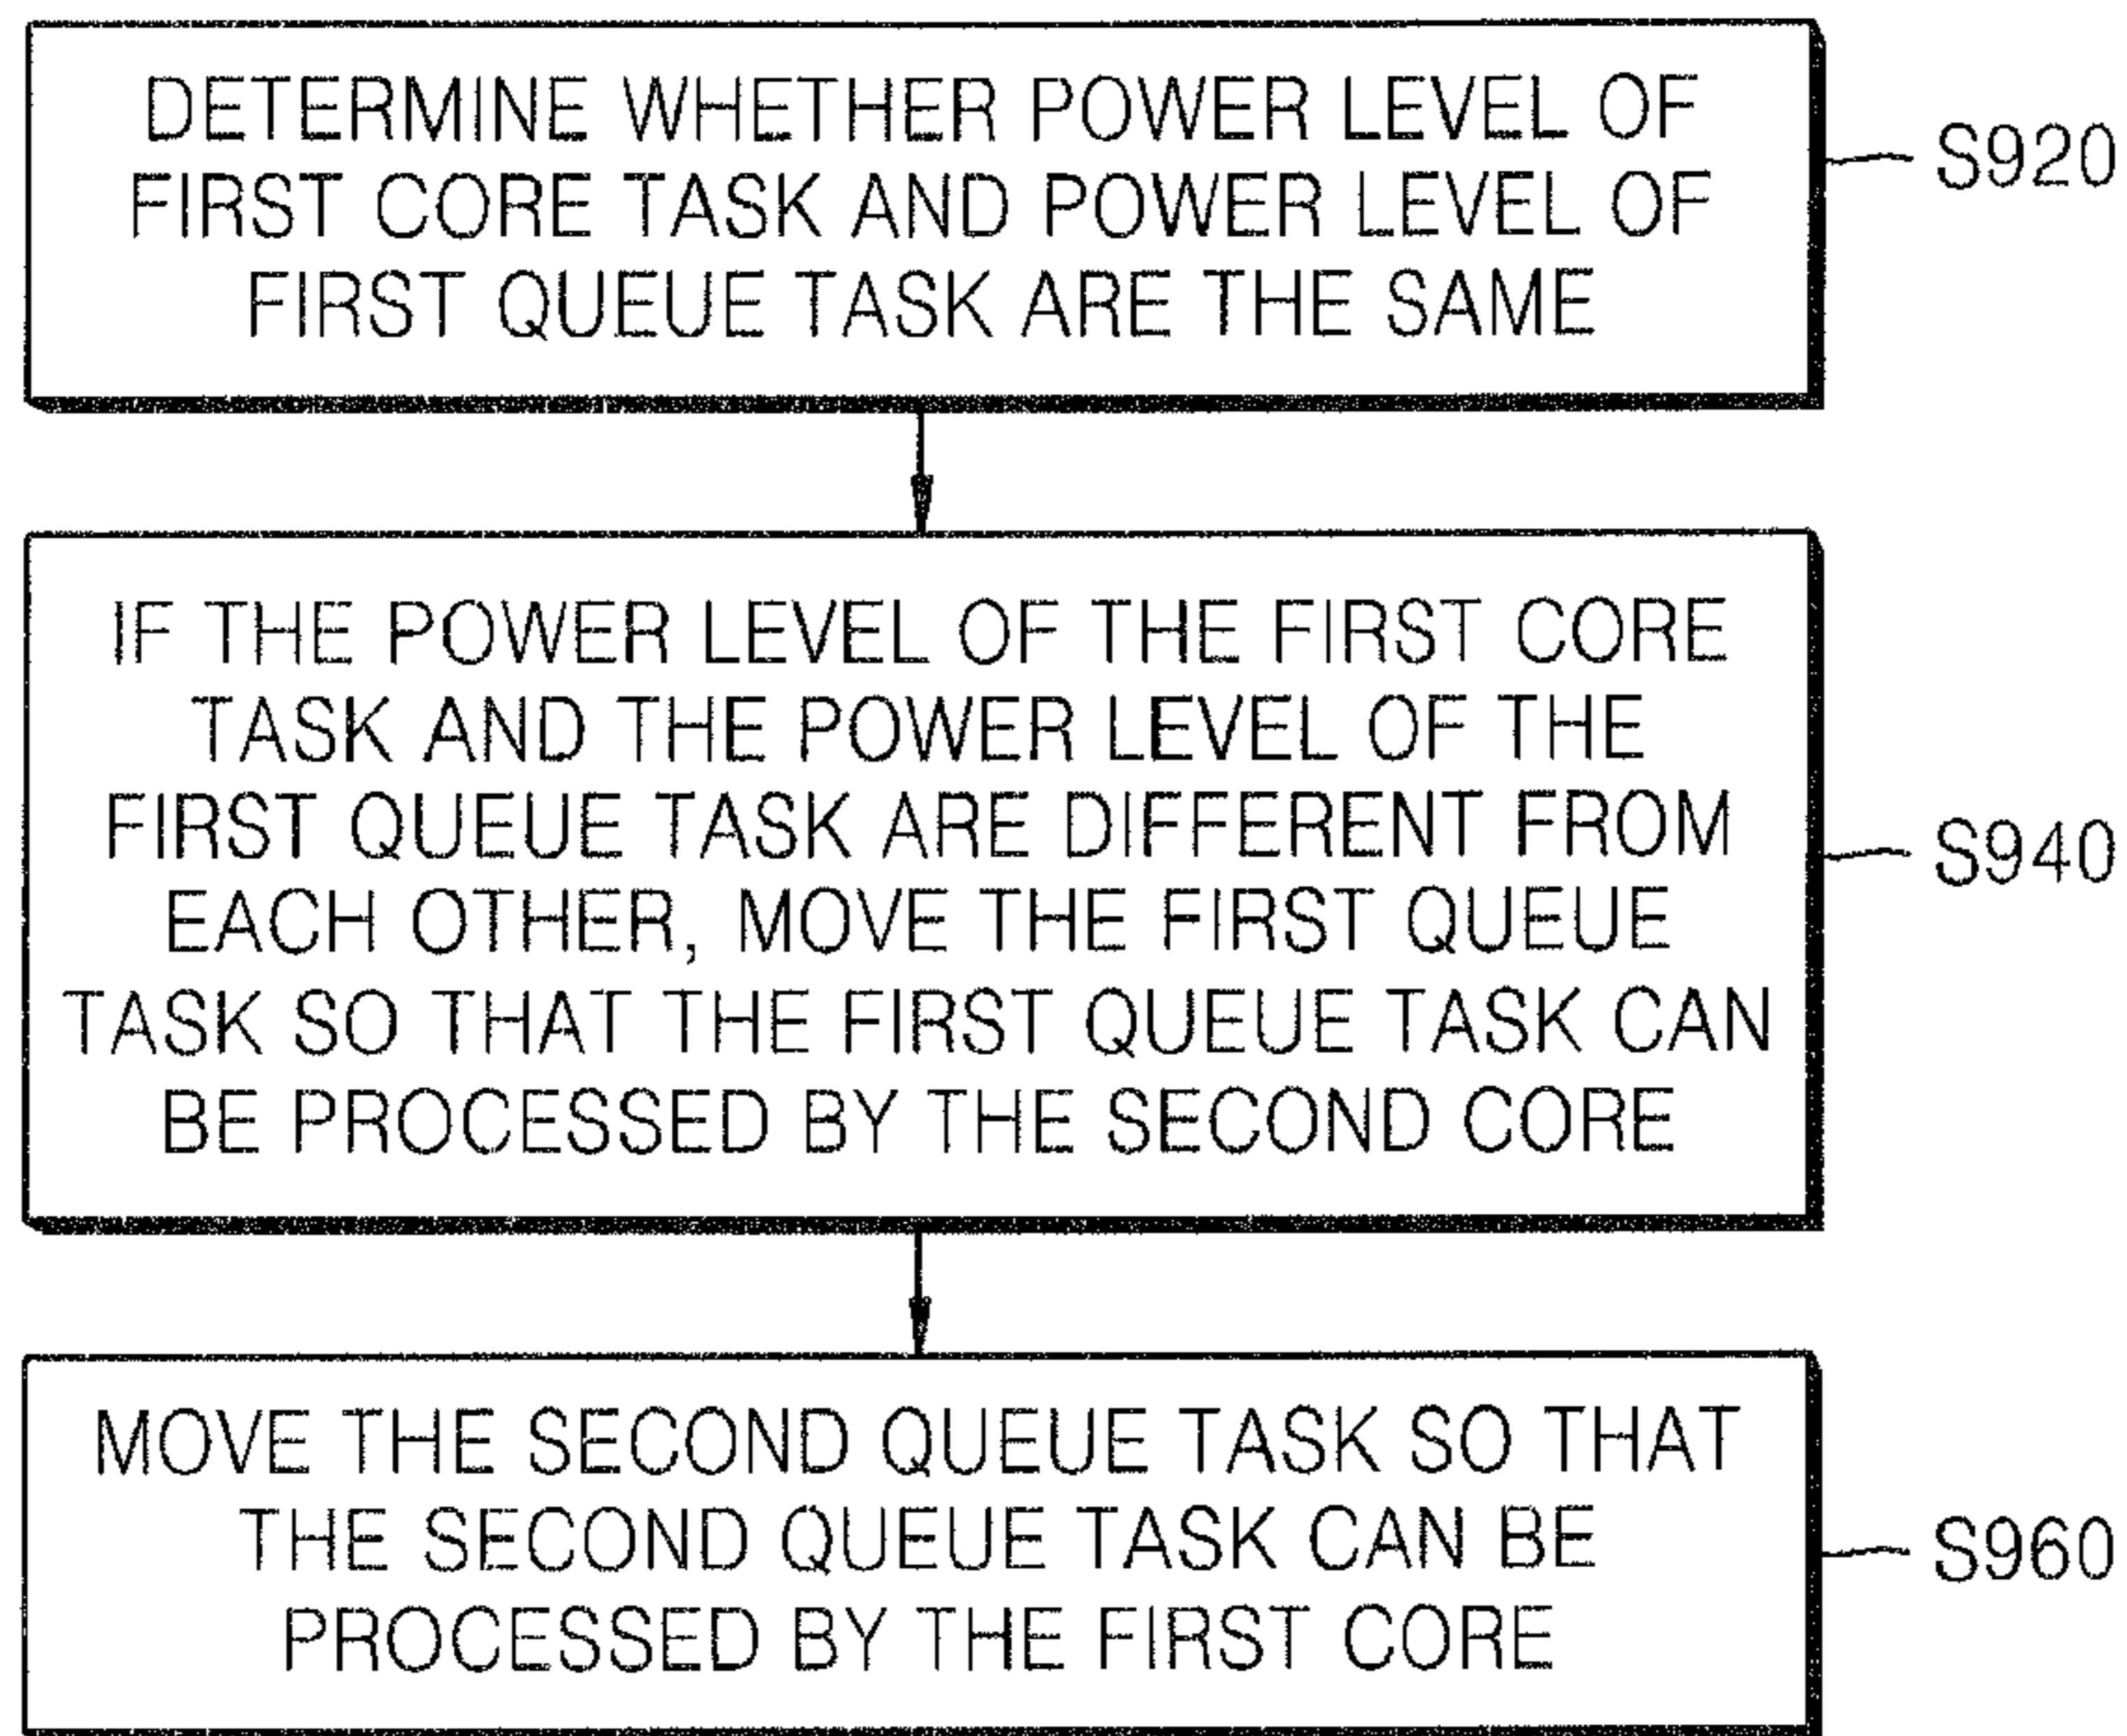 DETERMINE WHETHER POWER LEVEL OF
FIRST CORE TASK AND POWER LEVEL OF
FIRST QUEUE TASK ARE THE SAME
S920
IF THE POWER LEVEL OF THE FIRST CORE
TASK AND THE POWER LEVEL OF THE
FIRST QUEUE TASK ARE DIFFERENT FROM
EACH OTHER, MOVE THE FIRST QUEUE
TASK SO THAT THE FIRST QUEUE TASK CAN
BE PROCESSED BY THE SECOND CORE
S940
MOVE THE SECOND QUEUE TASK SO THAT
THE SECOND QUEUE TASK CAN BE
PROCESSED BY THE FIRST CORE
S960